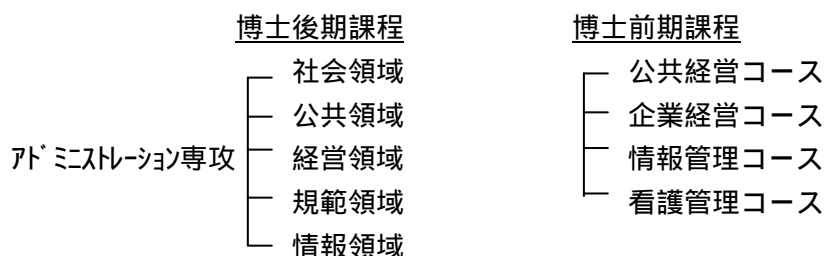 博士後期課程 博士前期課程
社会領域 公共経営コース
公共領域 企業経営コース
アドミニストレーション専攻 経営領域 情報管理コース
規範領域 看護管理コース
情報領域